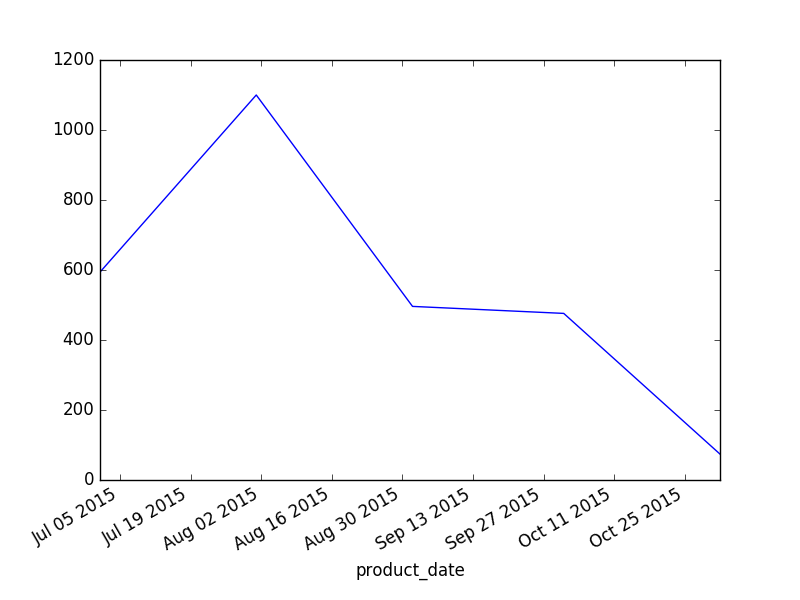 1200
1000
800
600
400
200
0
Jul 05 2015
Jul 19 2015
Aug 02 2015
Aug 16 2015
Aug 30 2015
Sep 13 2015
Sep 27 2015
Oct 11 2015
Oct 25 2015
product_date